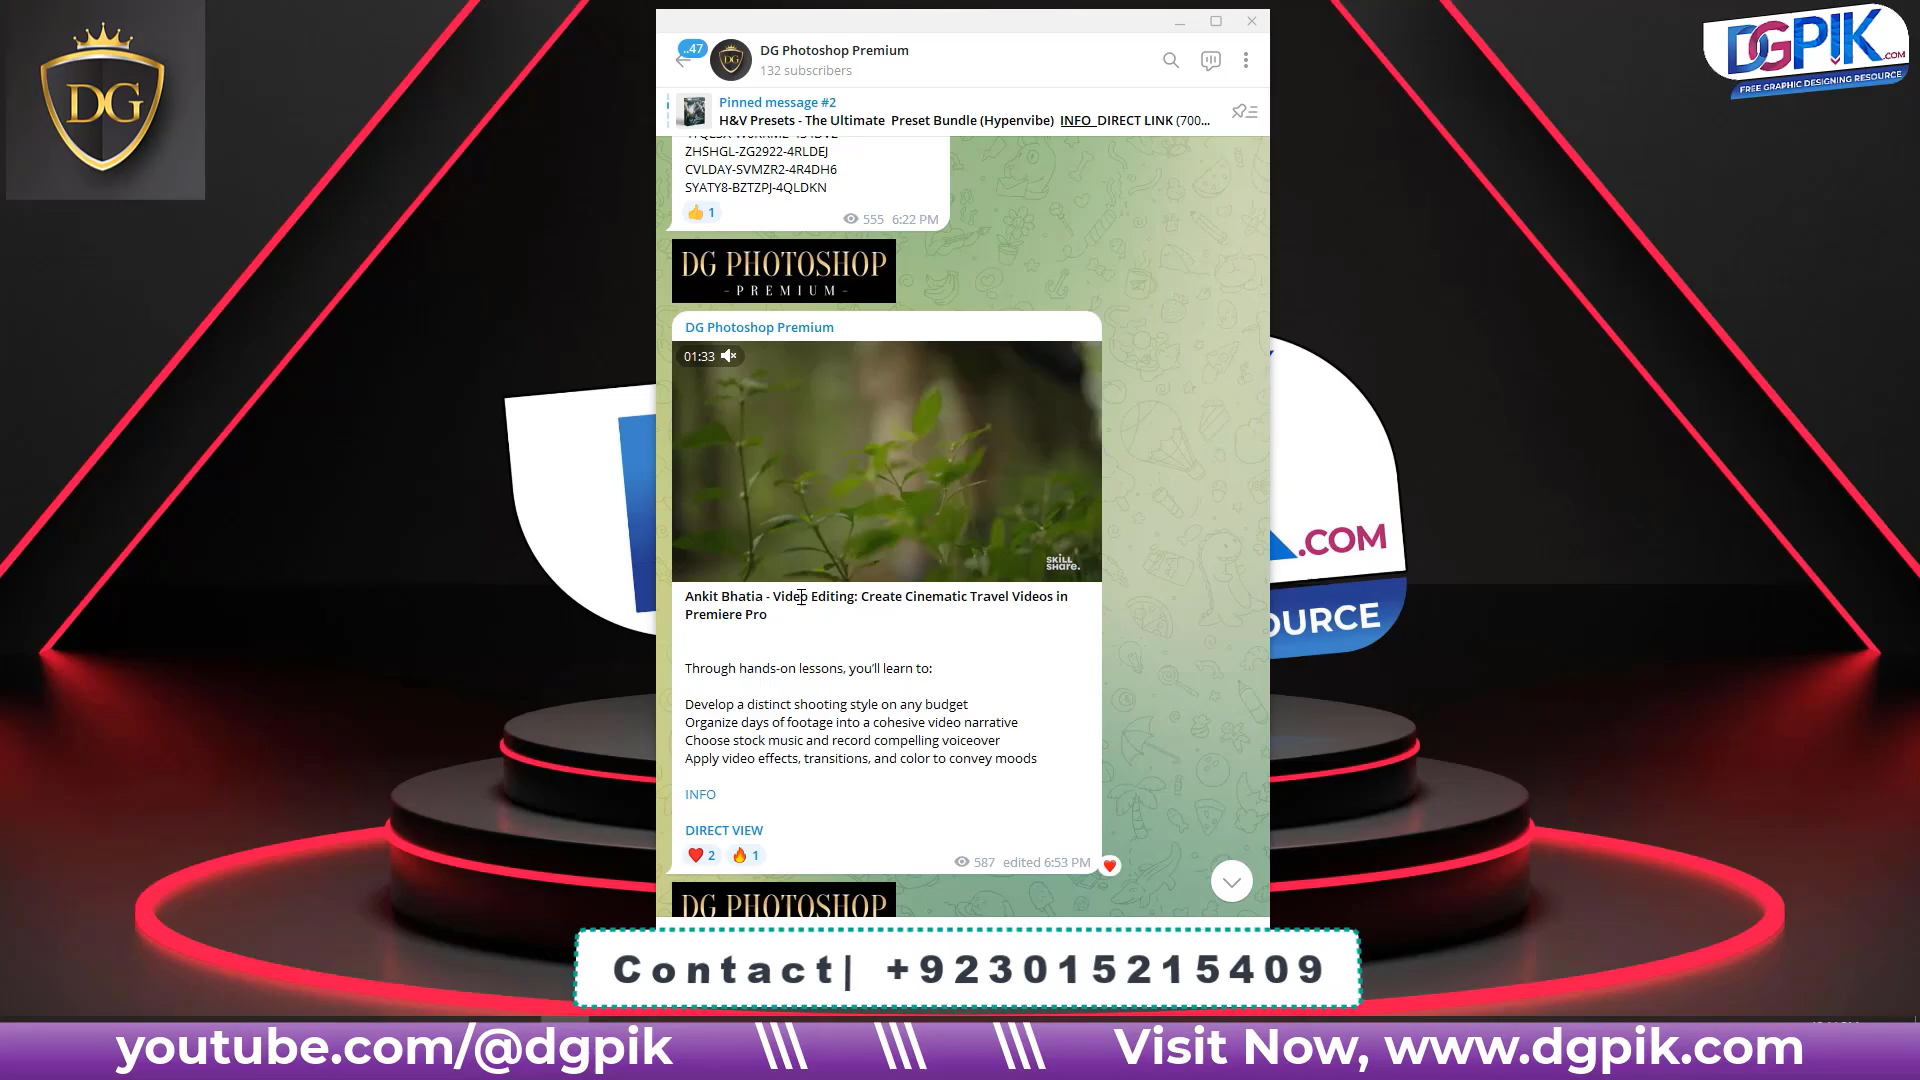 DG
DGPIK.COM
FREE GRAPHIC DESIGNING RESOURCE
..47
DG
DG Photoshop Premium
132 subscribers
Pinned message #2
H&V Presets - The Ultimate Preset Bundle (Hypenvibe) INFO DIRECT LINK (700...
ZHSHGL-ZG2922-4RLDEJ
CVLDAY-SVMZR2-4R4DH6
SYATY8-BZTZPJ-4QLDKN
👍 1
555 6:22 PM
DG PHOTOSHOP
-PREMIUM-
DG Photoshop Premium
01:33
SKILL
SHARE.
.COM
OURCE
Ankit Bhatia - Video Editing: Create Cinematic Travel Videos in
Premiere Pro
Through hands-on lessons, you'll learn to:
Develop a distinct shooting style on any budget
Organize days of footage into a cohesive video narrative
Choose stock music and record compelling voiceover
Apply video effects, transitions, and color to convey moods
INFO
DIRECT VIEW
❤️ 2 🔥 1
587 edited 6:53 PM
DG PHOTOSHOP
Contact| +923015215409
youtube.com/@dgpik \\\ \\\ \\\ Visit Now, www.dgpik.com